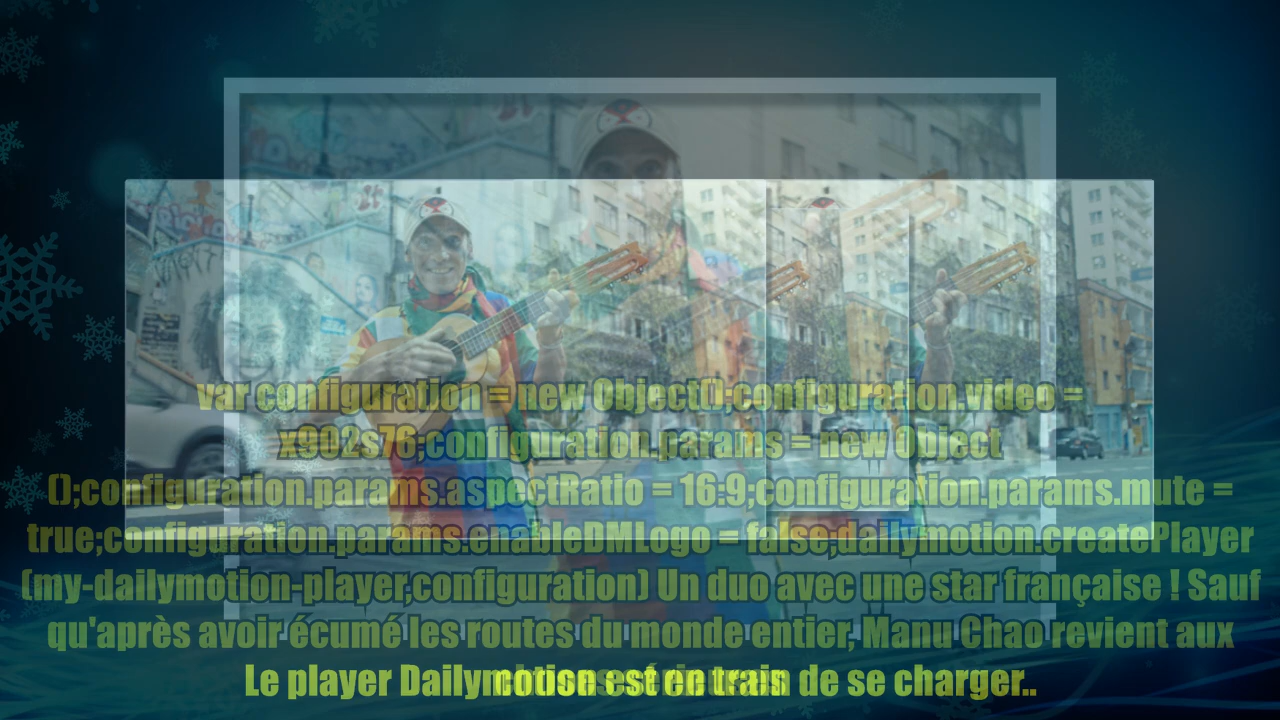 var configuration = new Object();configuration.video =
x902s76;configuration.params = new Object
();configuration.params.aspectRatio = 16:9;configuration.params.mute =
true;configuration.params.enableDMLogo = false;dailymotion.createPlayer
(my-dailymotion-player,configuration) Un duo avec une star française ! Sauf
qu'après avoir écumé les routes du monde entier, Manu Chao revient aux
Le player Dailymotion est en train de se charger..